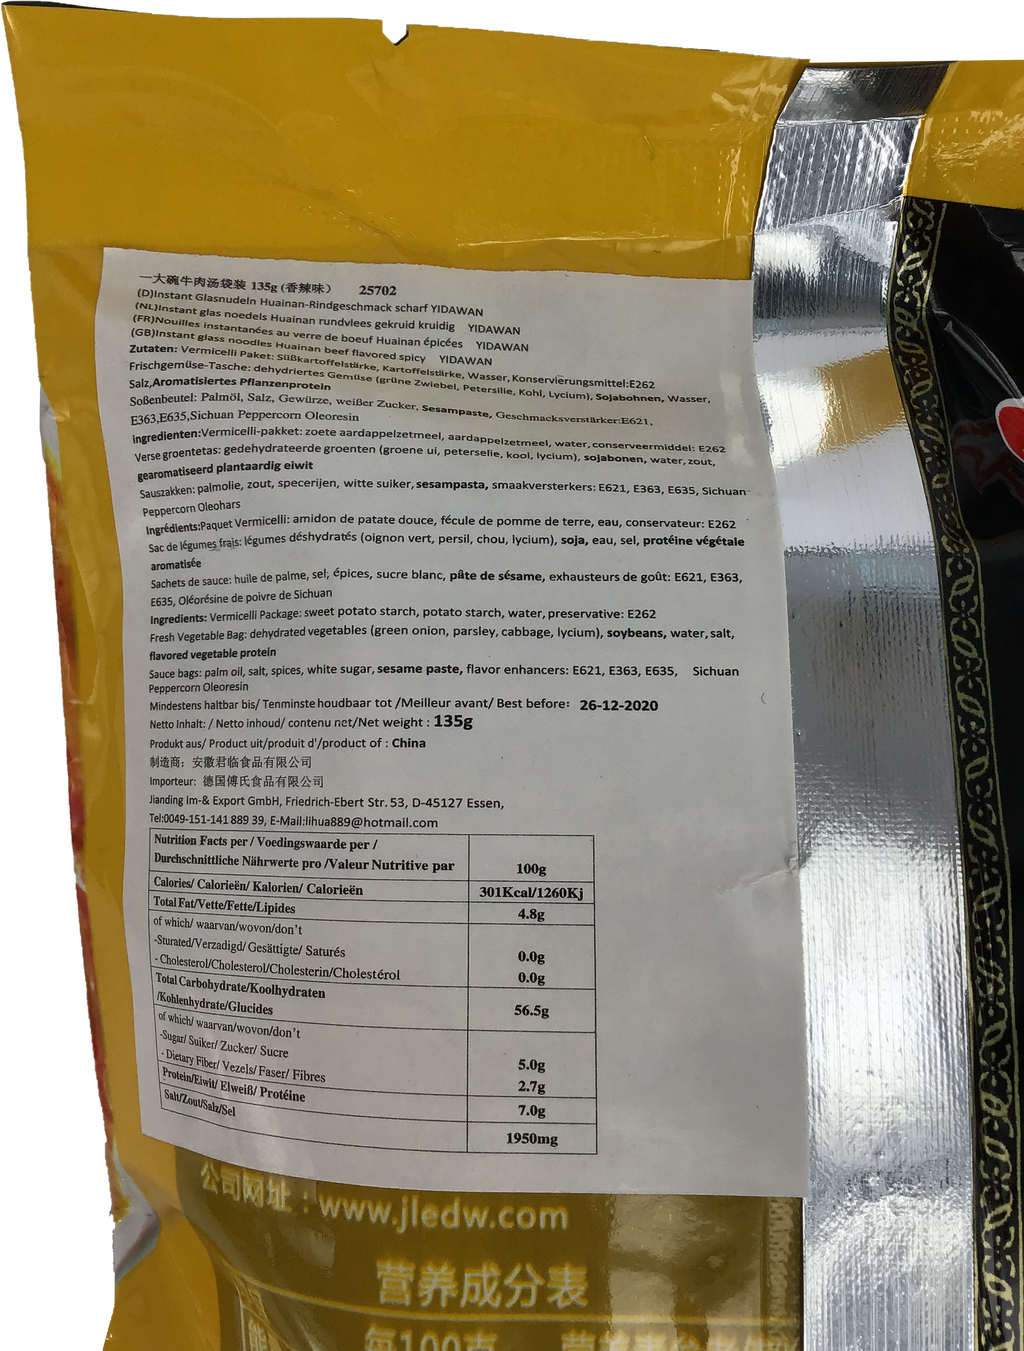 一大碗牛肉汤袋装 135g (香辣味) 25702
(D)Instant Glasnudeln Huainan-Rindgeschmack scharf YIDAWAN
(NL)Instant glas noedels Huainan rundvlees gekruid kruidig YIDAWAN
(FR)Nouilles instantanées au verre de boeuf Huainan épicées YIDAWAN
(GB)Instant glass noodles Huainan beef flavored spicy YIDAWAN
Zutaten: Vermicelli Paket: Süßkartoffelstärke, Kartoffelstärke, Wasser, Konservierungsmittel:E262
Frischgemüse-Tasche: dehydriertes Gemüse (grüne Zwiebel, Petersilie, Kohl, Lycium), Sojabohnen, Wasser,
Salz,Aromatisiertes Pflanzenprotein
Soßenbeutel: Palmöl, Salz, Gewürze, weißer Zucker, Sesampaste, Geschmacksverstärker:E621,
E363,E635,Sichuan Peppercorn Oleoresin
ingredienten:Vermicelli-pakket: zoete aardappelzetmeel, aardappelzetmeel, water, conserveermiddel: E262
Verse groentetas: gedehydrateerde groenten (groene ui, peterselie, kool, lycium), sojabonen, water, zout,
gearomatiseerd plantaardig eiwit
Sauszakken: palmolie, zout, specerijen, witte suiker, sesampasta, smaakversterkers: E621, E363, E635, Sichuan
Peppercorn Oleohars
Ingrédients:Paquet Vermicelli: amidon de patate douce, fécule de pomme de terre, eau, conservateur: E262
Sac de légumes frais: légumes déshydratés (oignon vert, persil, chou, lycium), soja, eau, sel, protéine végétale
aromatisée
Sachets de sauce: huile de palme, sel; épices, sucre blanc, pâte de sésame, exhausteurs de goût: E621, E363,
E635, Oléorésine de poivre de Sichuan
Ingredients: Vermicelli Package: sweet potato starch, potato starch, water, preservative: E262
Fresh Vegetable Bag: dehydrated vegetables (green onion, parsley, cabbage, lycium), soybeans, water, salt,
flavored vegetable protein
Sauce bags: palm oil, salt, spices, white sugar, sesame paste, flavor enhancers: E621, E363, E635, Sichuan
Peppercorn Oleoresin
Mindestens haltbar bis/ Tenminste houdbaar tot /Meilleur avant/ Best before: 26-12-2020
Netto Inhalt: / Netto inhoud/ contenu net/Net weight : 135g
Produkt aus/ Product uit/produit d'/product of : China
制造商：安徽君临食品有限公司
Importeur: 德国傅氏食品有限公司
Jianding Im-& Export GmbH, Friedrich-Ebert Str. 53, D-45127 Essen,
Tel:0049-151-141 889 39, E-Mail:lihua889@hotmail.com
Nutrition Facts per / Voedingswaarde per /
Durchschnittliche Nährwerte pro /Valeur Nutritive par 100g
Calories/ Calorieën/ Kalorien/ Calorieën 301Kcal/1260Kj
Total Fat/Vette/Fette/Lipides 4.8g
of which/ waarvan/wovon/don't
-Sturated/Verzadigd/ Gesättigte/ Saturés 0.0g
- Cholesterol/Cholesterol/Cholesterin/Cholestérol 0.0g
Total Carbohydrate/Koolhydraten
/Kohlenhydrate/Glucides 56.5g
of which/ waarvan/wovon/don't
-Sugar/ Suiker/ Zucker/ Sucre 5.0g
- Dietary Fiber/ Vezels/ Faser/ Fibres 2.7g
Protein/Eiwit/ Elweiß/ Protéine 7.0g
Salt/Zout/Salz/Sel 1950mg
公司网址：www.jledw.com
营养成分表
每100克